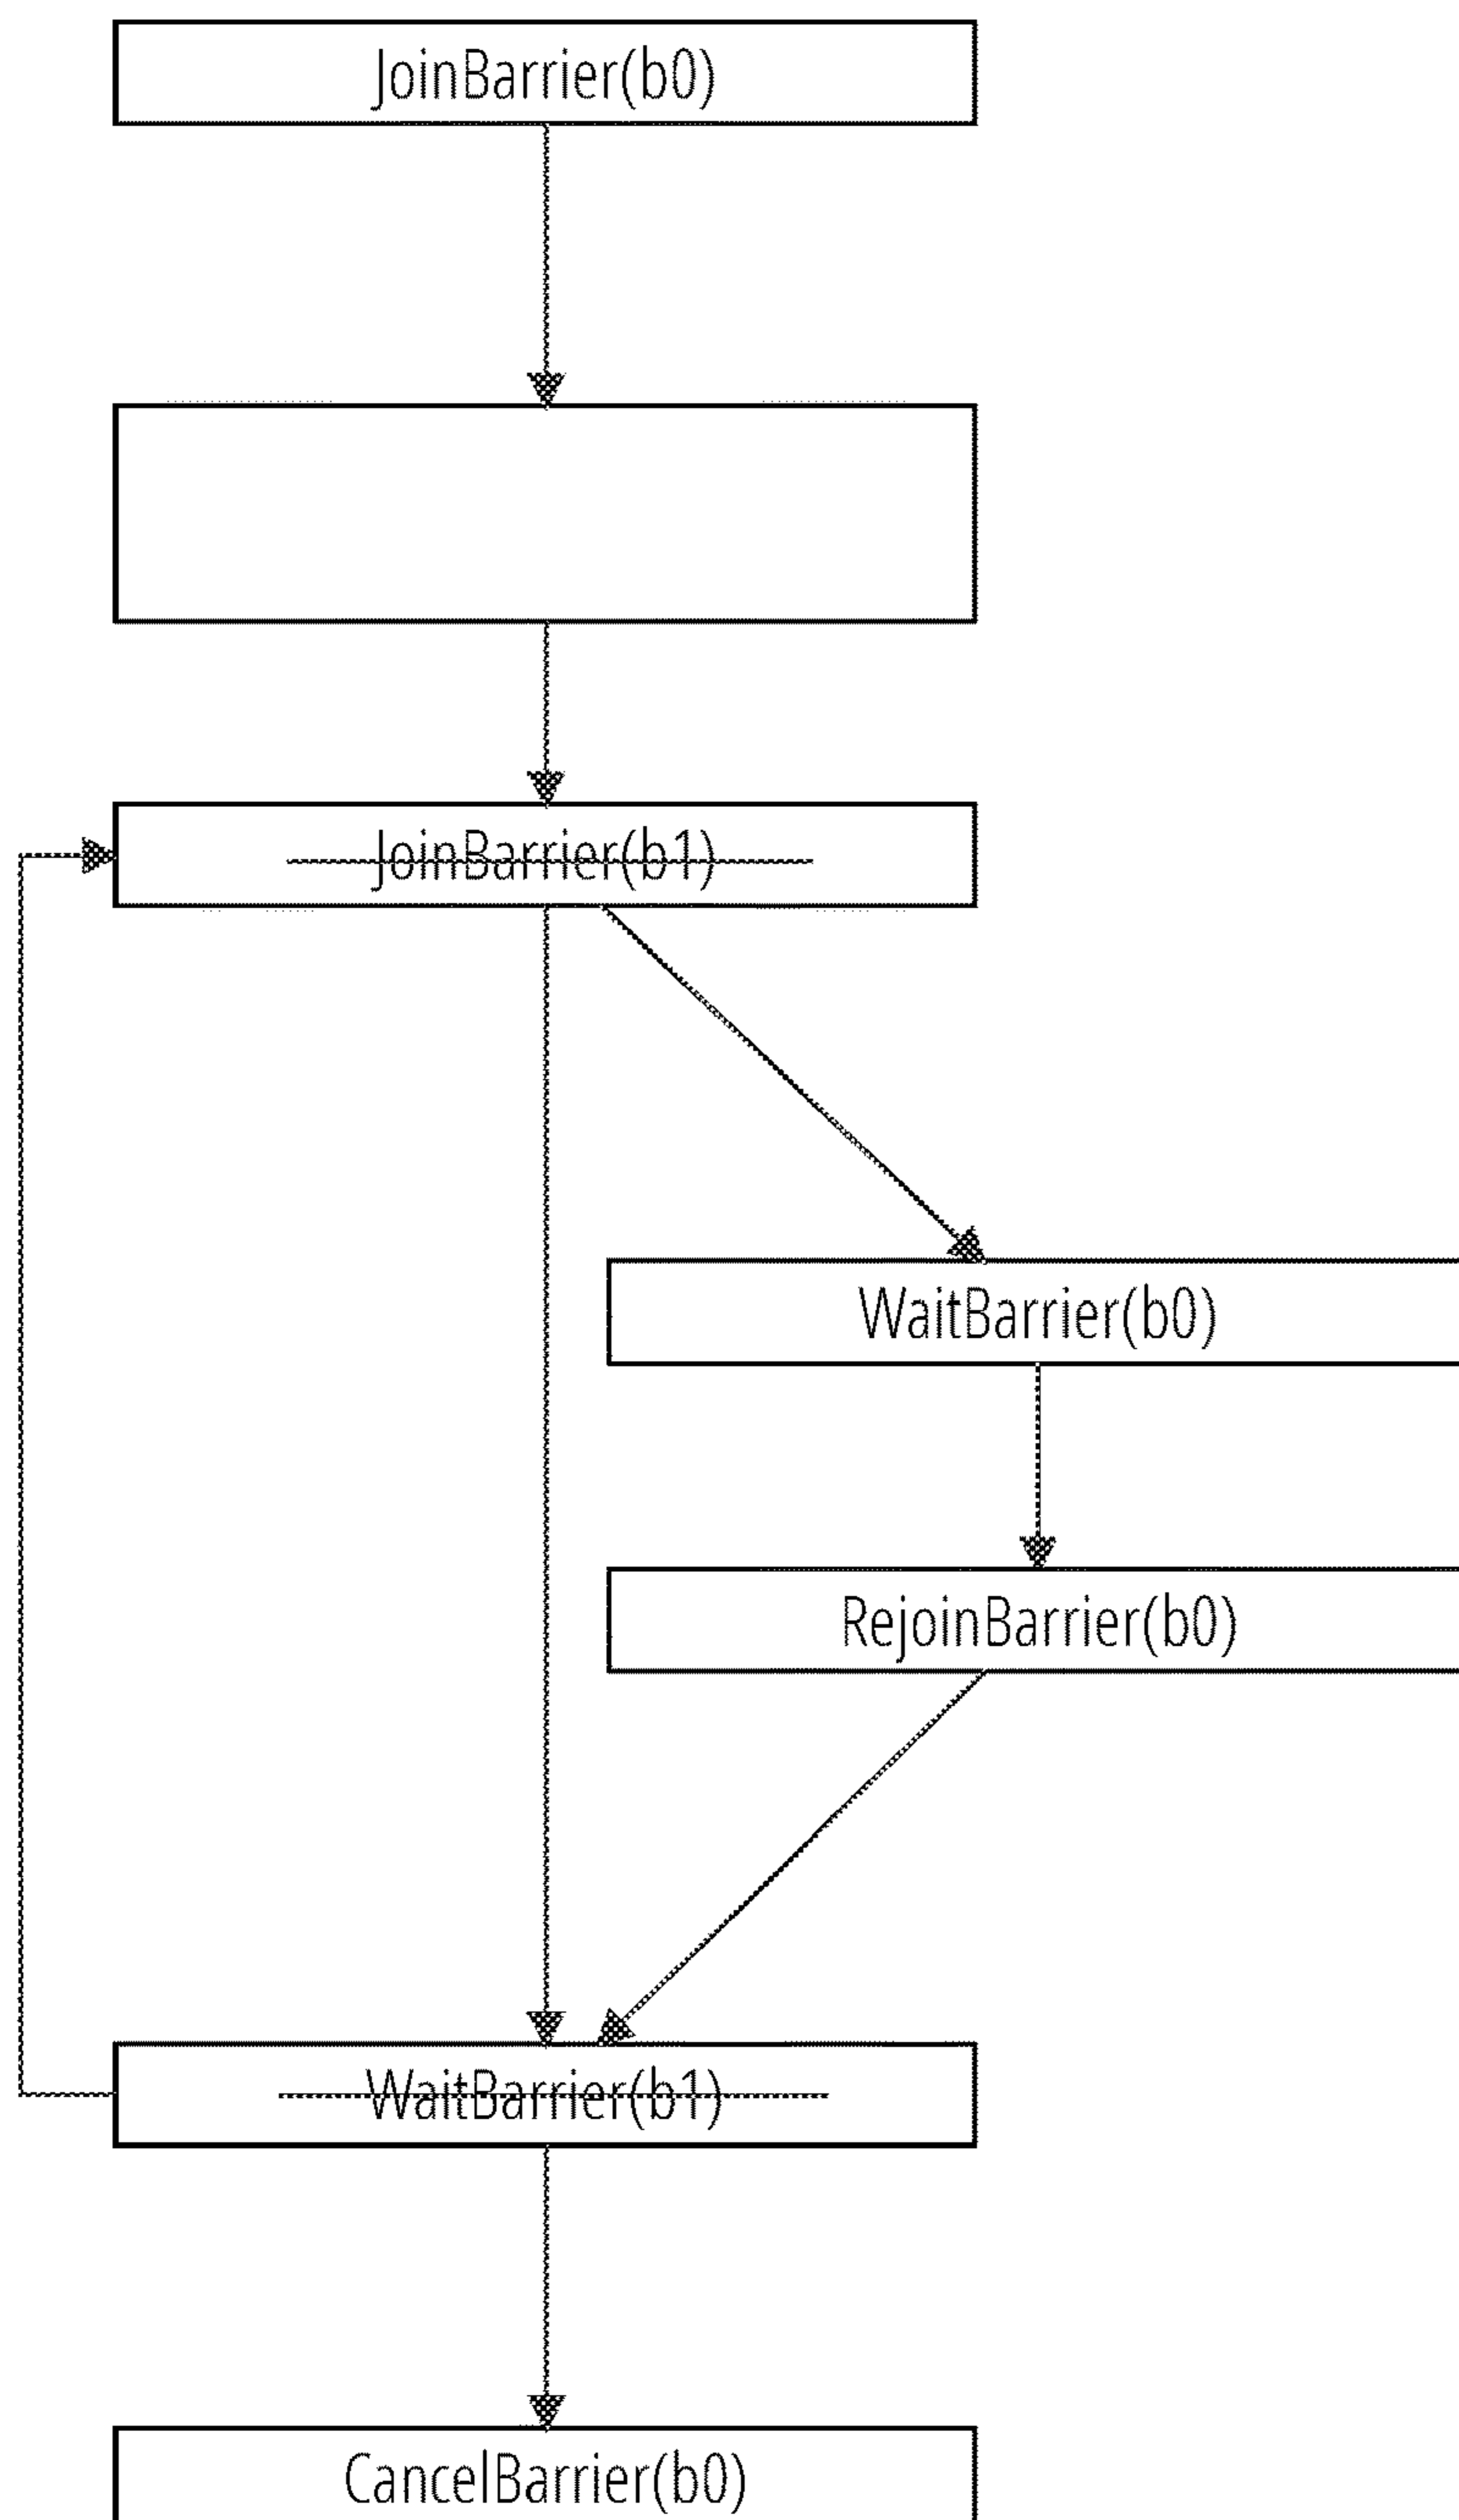 JoinBarrier(b0)
JoinBarrier(b1)
WaitBarrier(b0)
RejoinBarrier(b0)
WaitBarrier(b1)
CancelBarrier(b0)